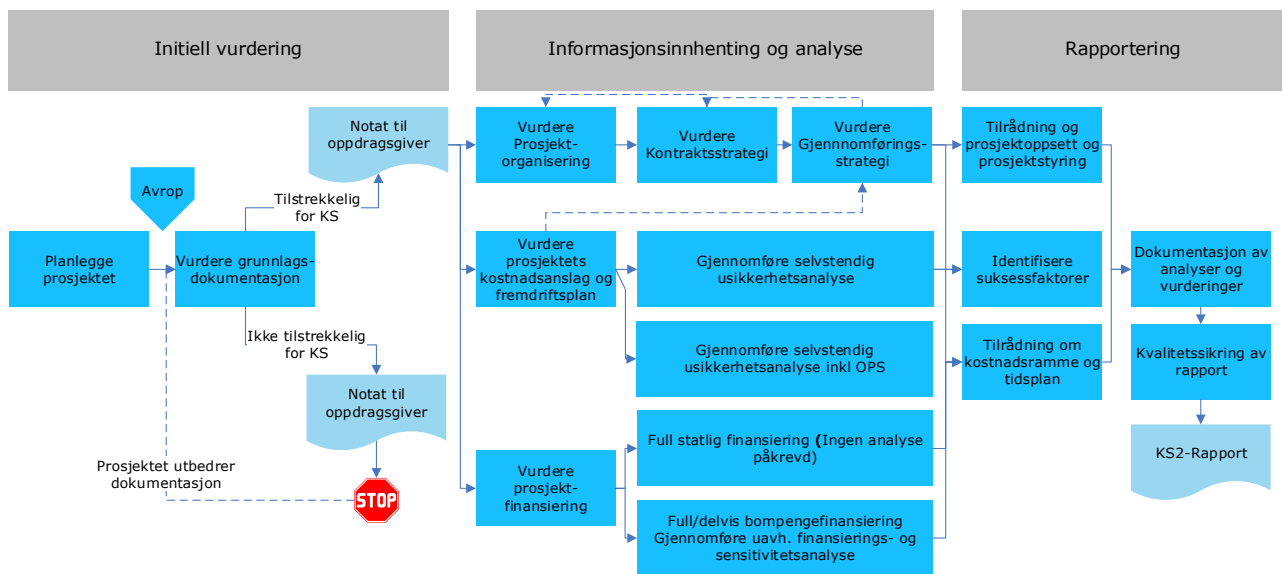 Initiell vurdering
Informasjonsinnhenting og analyse
Rapportering
Notat til
oppdragsgiver
Avrop
Tilstrekkelig
for KS
Planlegge
prosjektet
Vurdere grunnlags-
dokumentasjon
Ikke tilstrekkelig
for KS
Notat til
oppdragsgiver
Prosjektet utbedrer
dokumentasjon
STOP
Vurdere
Prosjekt-
organisering
Vurdere
Kontraktsstrategi
Vurdere
Gjennnomførings-
strategi
Vurdere
prosjektets
kostnadsanslag og
fremdriftsplan
Gjennomføre selvstendig
usikkerhetsanalyse
Gjennomføre selvstendig
usikkerhetsanalyse inkl OPS
Vurdere
prosjekt-
finansiering
Full statlig finansiering (Ingen analyse
påkrevd)
Full/delvis bompengefinansiering
Gjennomføre uavh. finansierings- og
sensitivitetsanalyse
Tilrådning og
prosjektoppsett og
prosjektstyring
Identifisere
suksessfaktorer
Tilrådning om
kostnadsramme og
tidsplan
Dokumentasjon av
analyser og
vurderinger
Kvalitetssikring av
rapport
KS2-Rapport